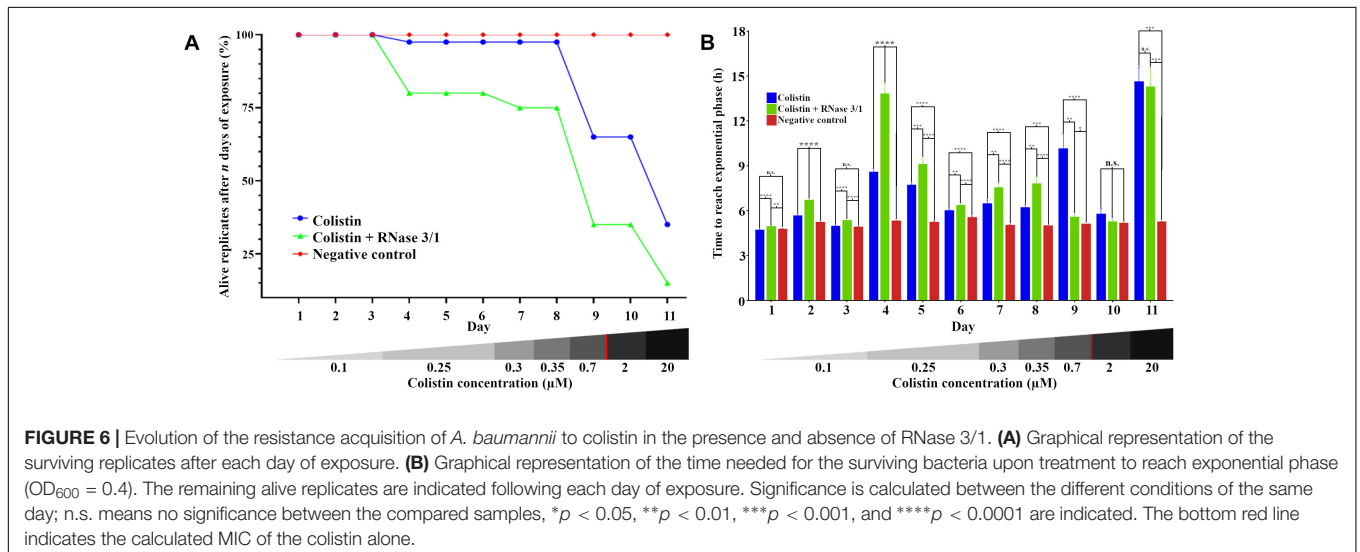 A
Alive replicates after n days of exposure (%)
100
75
50
25
Colistin
Colistin + RNase 3/1
Negative control
1 2 3 4 5 6 7 8 9 10 11
Day
0.1 0.25 0.3 0.35 0.7 2 20
Colistin concentration (µM)
B
Time to reach exponential phase (h)
18
15
12
9
6
3
0
Colistin
Colistin + RNase 3/1
Negative control
n.s.
**** **
****
n.s.
**** ****
****
****
*** ****
****
** ****
****
** ****
***
** ****
****
** *
n.s.
***
n.s. ***
1 2 3 4 5 6 7 8 9 10 11
Day
0.1 0.25 0.3 0.35 0.7 2 20
Colistin concentration (µM)
FIGURE 6 | Evolution of the resistance acquisition of A. baumannii to colistin in the presence and absence of RNase 3/1. (A) Graphical representation of the
surviving replicates after each day of exposure. (B) Graphical representation of the time needed for the surviving bacteria upon treatment to reach exponential phase
(OD600 = 0.4). The remaining alive replicates are indicated following each day of exposure. Significance is calculated between the different conditions of the same
day; n.s. means no significance between the compared samples, *p < 0.05, **p < 0.01, ***p < 0.001, and ****p < 0.0001 are indicated. The bottom red line
indicates the calculated MIC of the colistin alone.